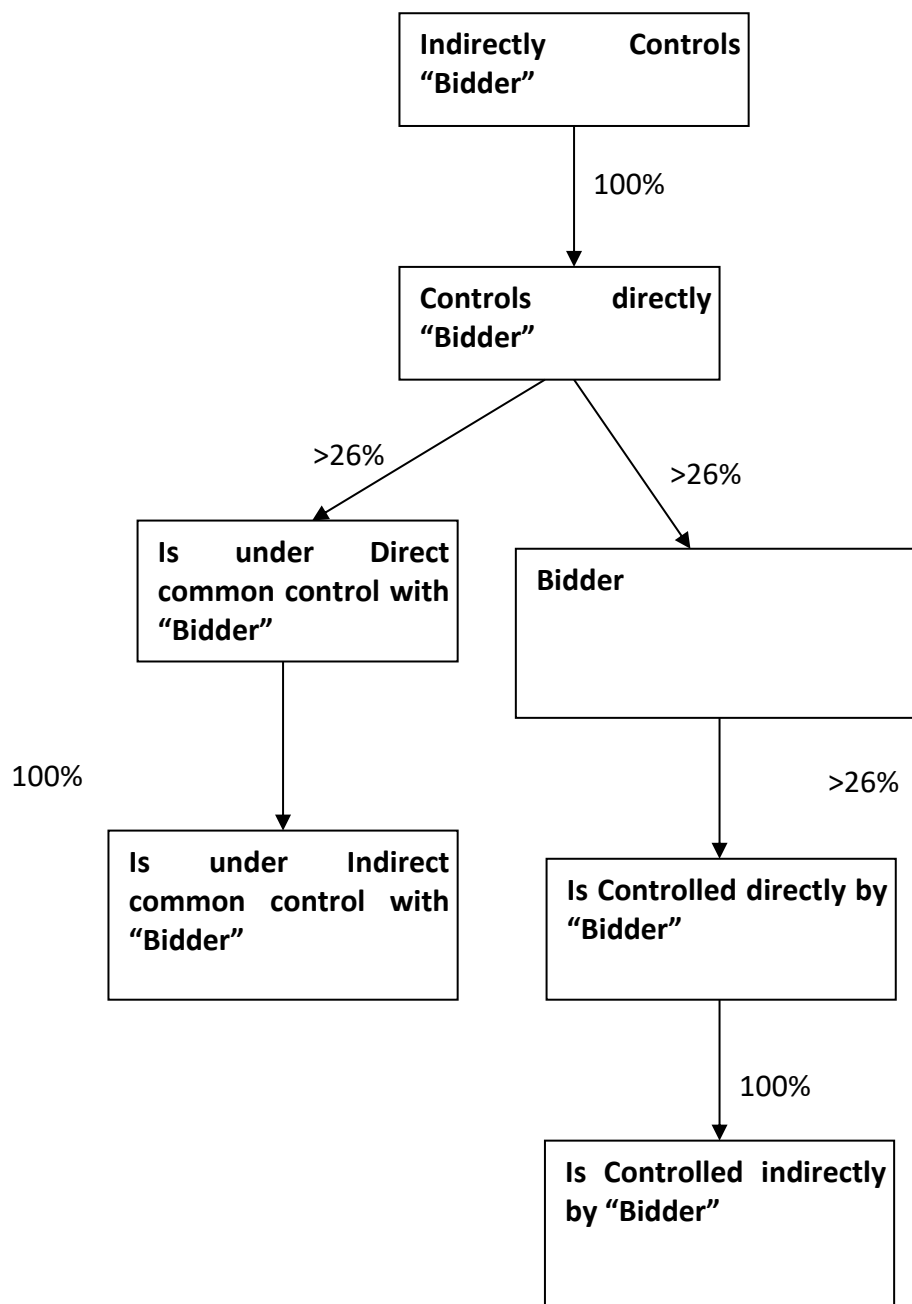 Indirectly Controls
“Bidder”
100%
Controls directly
“Bidder”
>26%
>26%
Is under Direct
common control with
“Bidder”
Bidder
100%
>26%
Is under Indirect
common control with
“Bidder”
Is Controlled directly by
“Bidder”
100%
Is Controlled indirectly
by “Bidder”